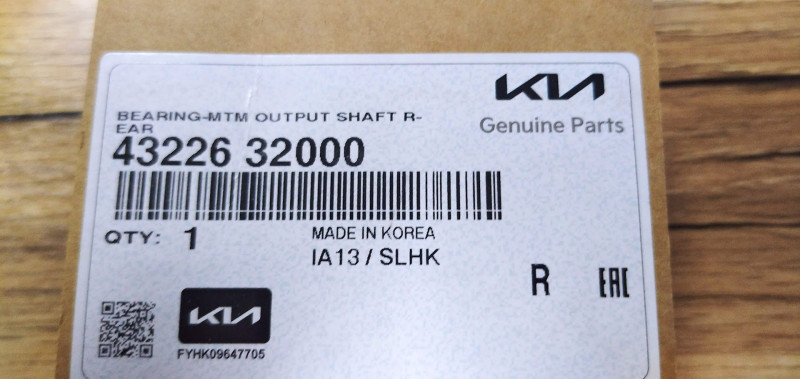 KIA
Genuine Parts
BEARING-MTM OUTPUT SHAFT R-
EAR
43226 32000
QTY: 1
MADE IN KOREA
IA13 / SLHK
R
EAC
KIA
FYHK09647705